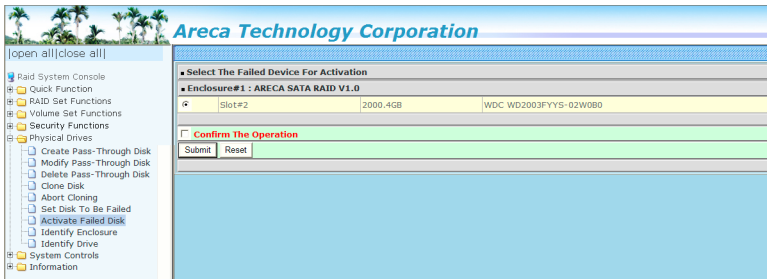 Areca Technology Corporation
|open all|close all|
Raid System Console
Quick Function
RAID Set Functions
Volume Set Functions
Security Functions
Physical Drives
Create Pass-Through Disk
Modify Pass-Through Disk
Delete Pass-Through Disk
Clone Disk
Abort Cloning
Set Disk To Be Failed
Activate Failed Disk
Identify Enclosure
Identify Drive
System Controls
Information
Select The Failed Device For Activation
Enclosure#1 : ARECA SATA RAID V1.0
Slot#2 2000.4GB WDC WD2003FYYS-02W0B0
Confirm The Operation
Submit Reset